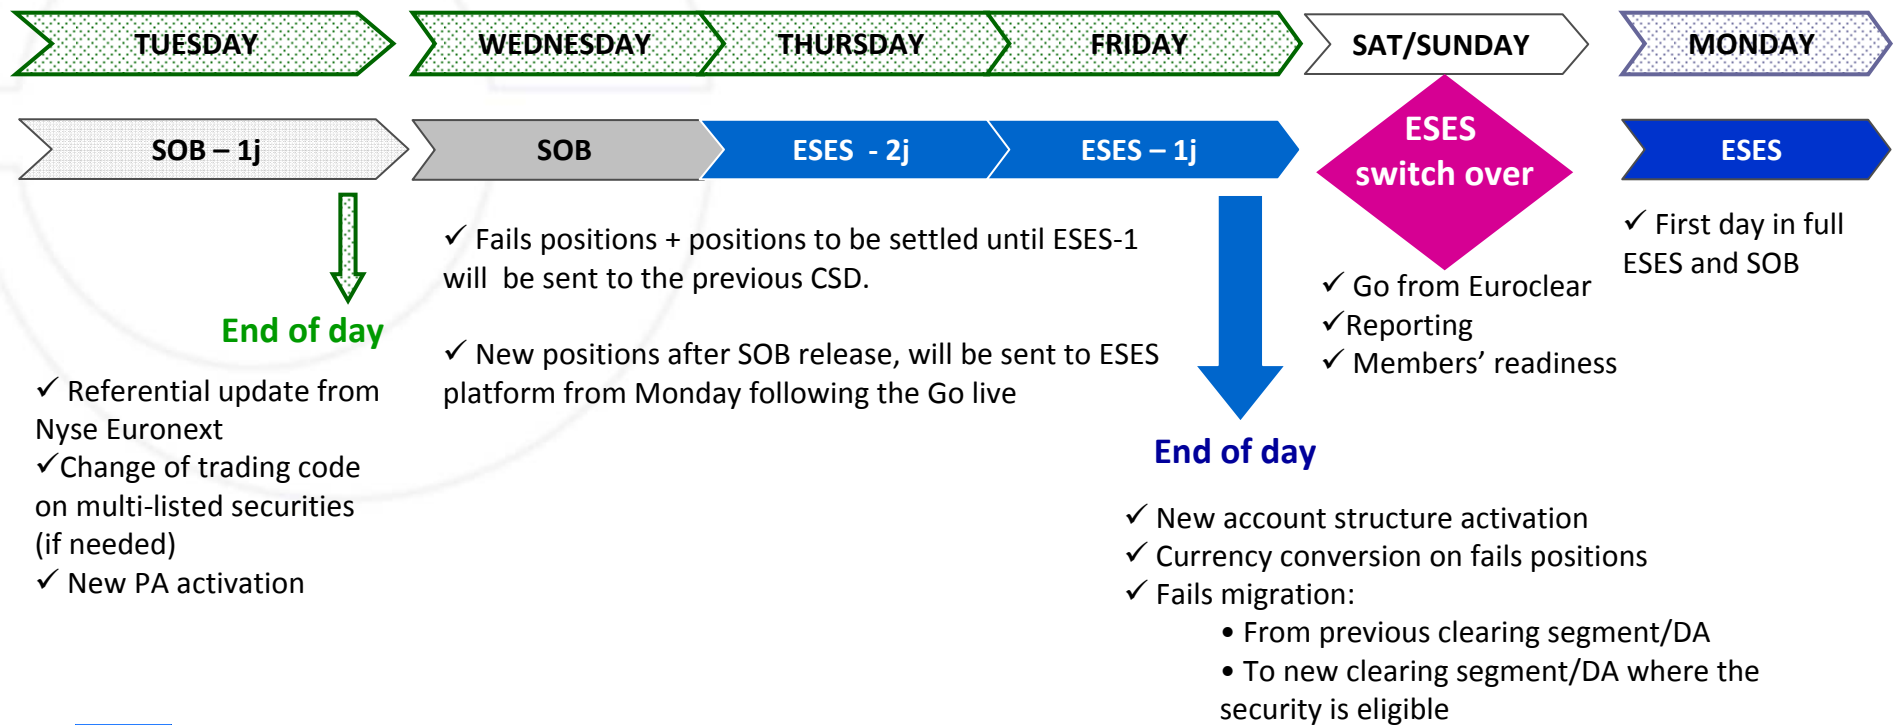 TUESDAY
WEDNESDAY
THURSDAY
FRIDAY
SAT/SUNDAY
MONDAY
SOB – 1j
SOB
ESES - 2j
ESES – 1j
ESES
switch over
ESES
End of day
✓ Referential update from
Nyse Euronext
✓Change of trading code
on multi-listed securities
(if needed)
✓ New PA activation
✓ Fails positions + positions to be settled until ESES-1
will be sent to the previous CSD.
✓ New positions after SOB release, will be sent to ESES
platform from Monday following the Go live
End of day
✓ New account structure activation
✓ Currency conversion on fails positions
✓ Fails migration:
• From previous clearing segment/DA
• To new clearing segment/DA where the
security is eligible
✓ Go from Euroclear
✓Reporting
✓ Members’ readiness
✓ First day in full
ESES and SOB